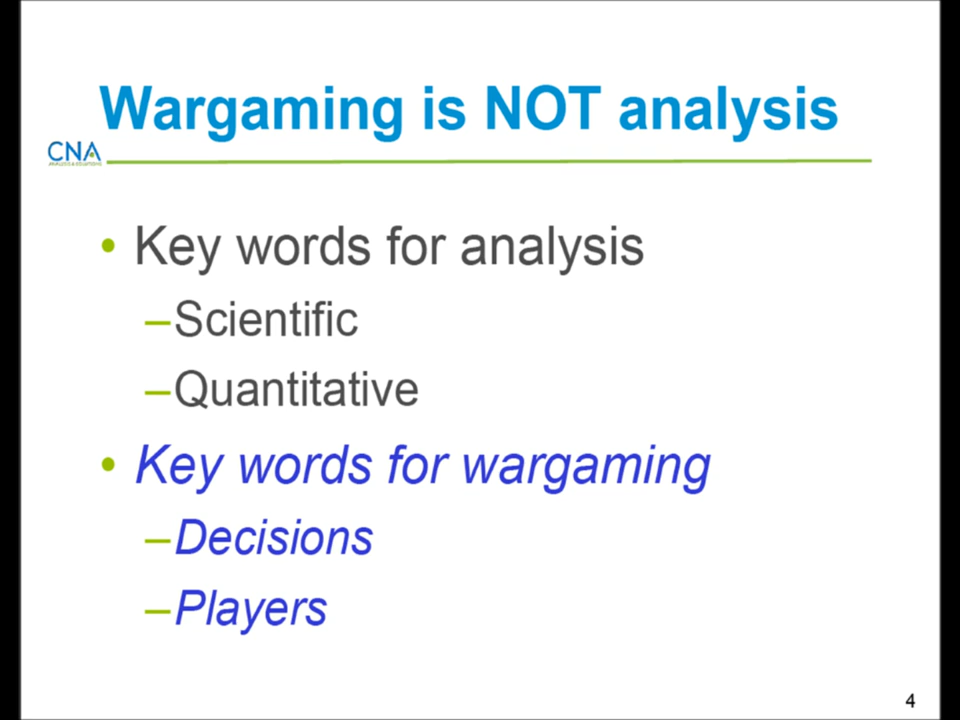 Wargaming is NOT analysis
CNA
• Key words for analysis
–Scientific
–Quantitative
• Key words for wargaming
–Decisions
–Players
4